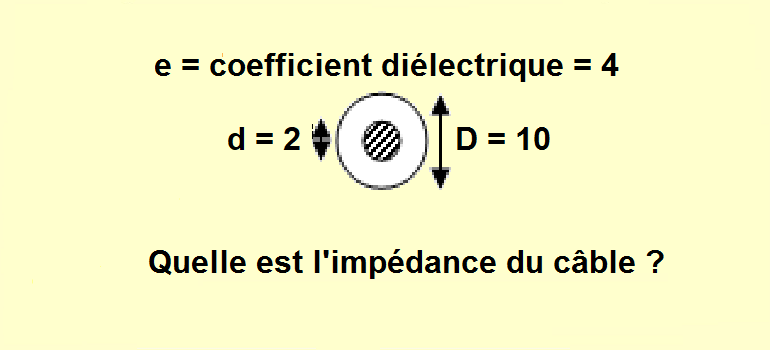 e = coefficient diélectrique = 4
d = 2 D = 10
Quelle est l'impédance du câble ?